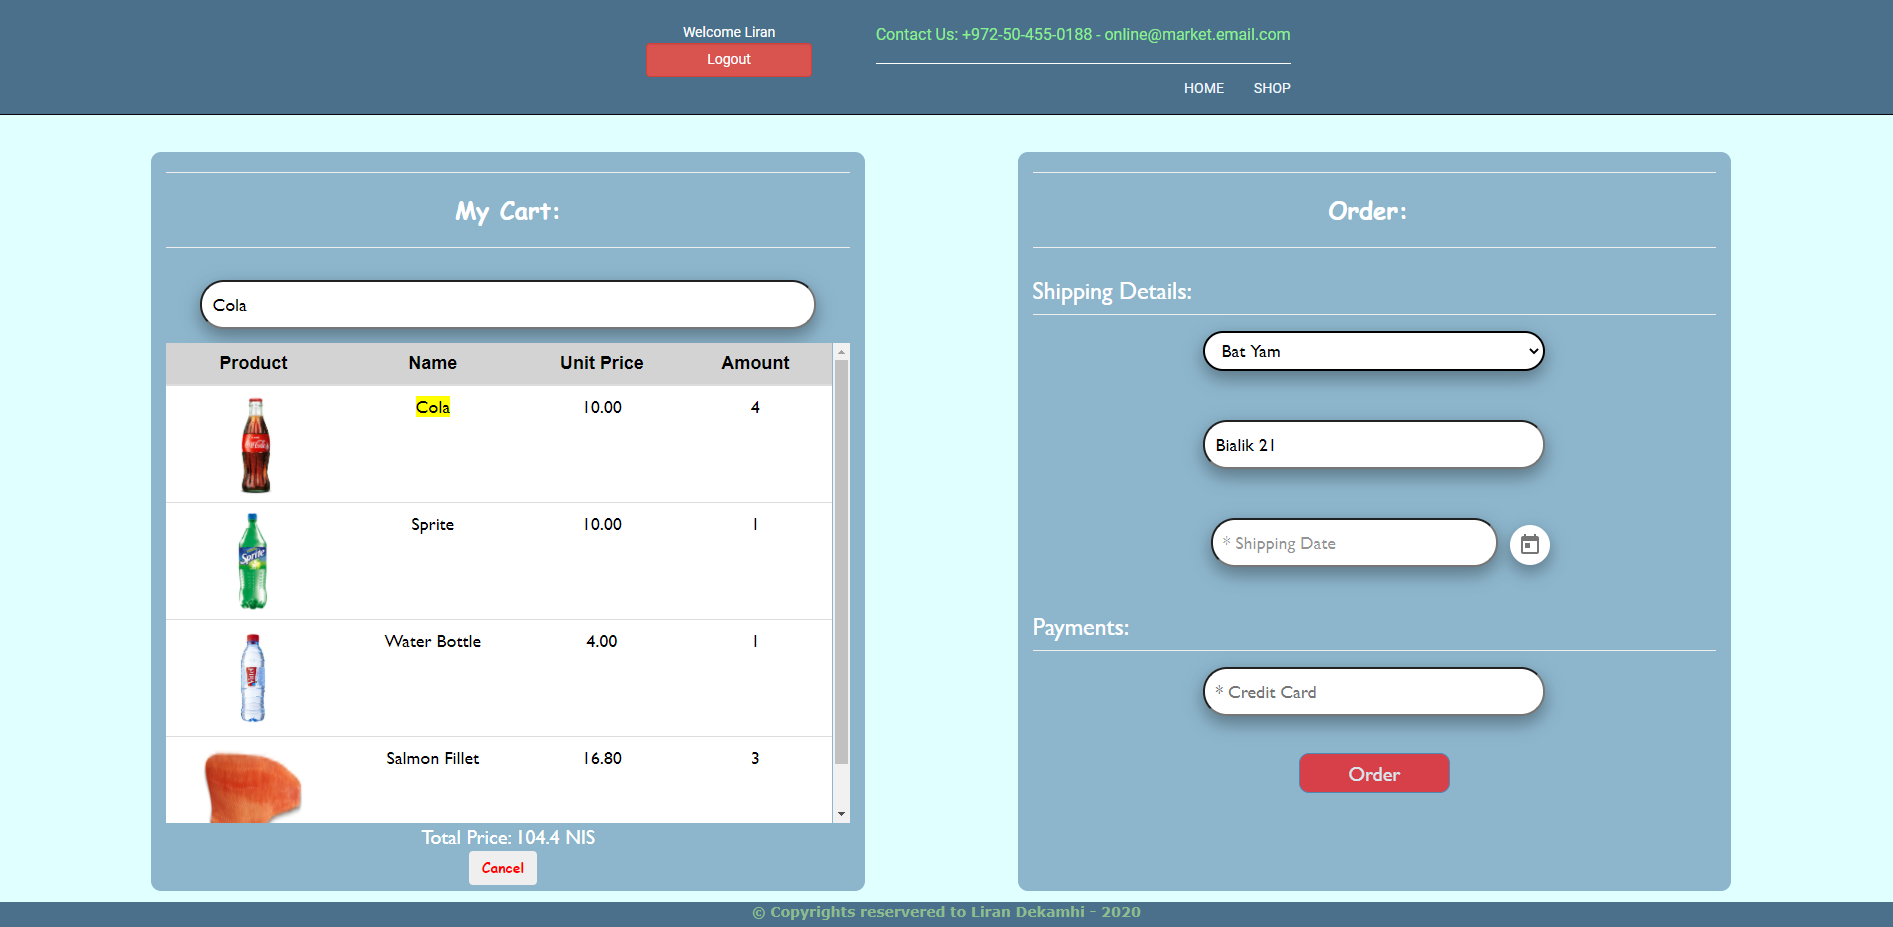 Welcome Liran
Logout
Contact Us: +972-50-455-0188 - online@market.email.com
HOME SHOP
My Cart:
Cola
Product Name Unit Price Amount
Cola 10.00 4
Sprite 10.00 1
Water Bottle 4.00 1
Salmon Fillet 16.80 3
Total Price: 104.4 NIS
Cancel
Order:
Shipping Details:
Bat Yam
Bialik 21
* Shipping Date
Payments:
* Credit Card
Order
© Copyrights reservered to Liran Dekamhi - 2020